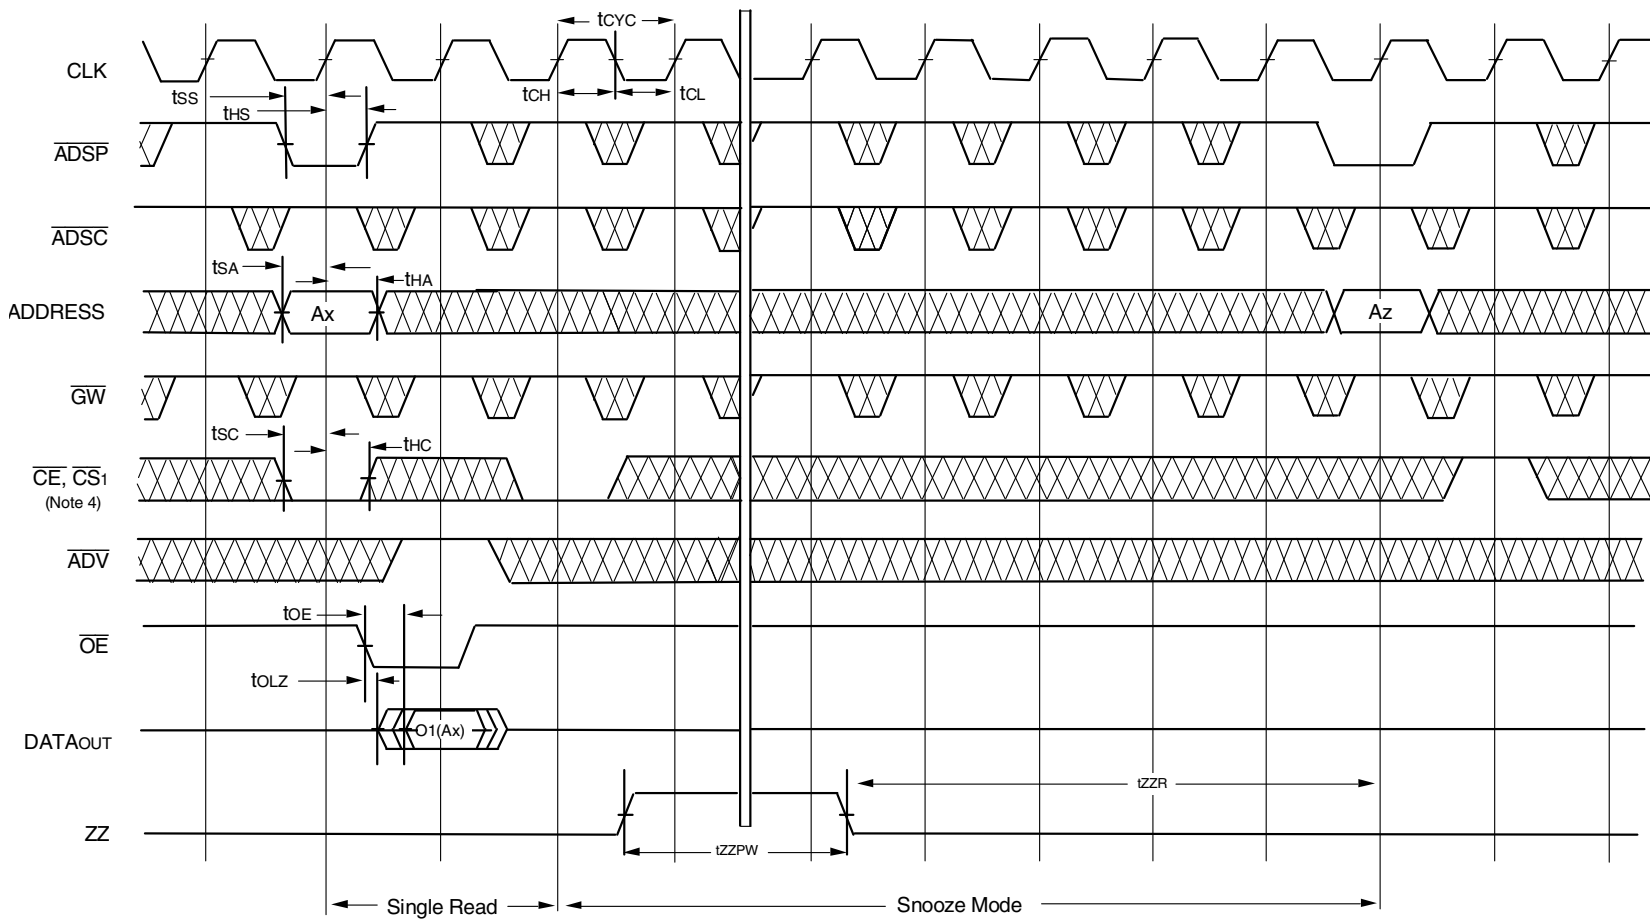 tCYC
CLK
tSS
tCH
tCL
tHS
ADSP
ADSC
tSA
tHA
ADDRESS
Ax
Az
GW
tSC
tHC
CE, CS1
(Note 4)
ADV
tOE
OE
tOLZ
O1(Ax)
DATAOUT
tZZR
ZZ
tZZPW
Single Read
Snooze Mode